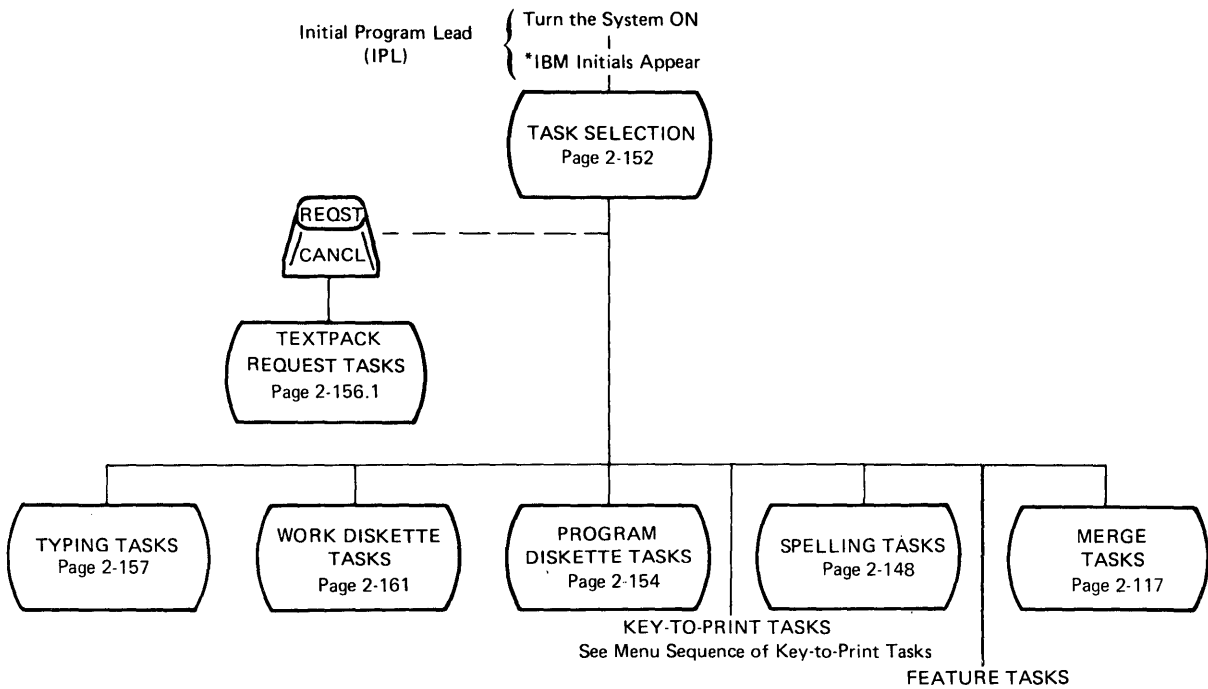 Initial Program Lead
(IPL)
Turn the System ON
*IBM Initials Appear
TASK SELECTION
Page 2-152
REQST
CANCL
TEXTPACK
REQUEST TASKS
Page 2-156.1
TYPING TASKS
Page 2-157
WORK DISKETTE
TASKS
Page 2-161
PROGRAM
DISKETTE TASKS
Page 2-154
SPELLING TASKS
Page 2-148
MERGE
TASKS
Page 2-117
KEY-TO-PRINT TASKS
See Menu Sequence of Key-to-Print Tasks
FEATURE TASKS